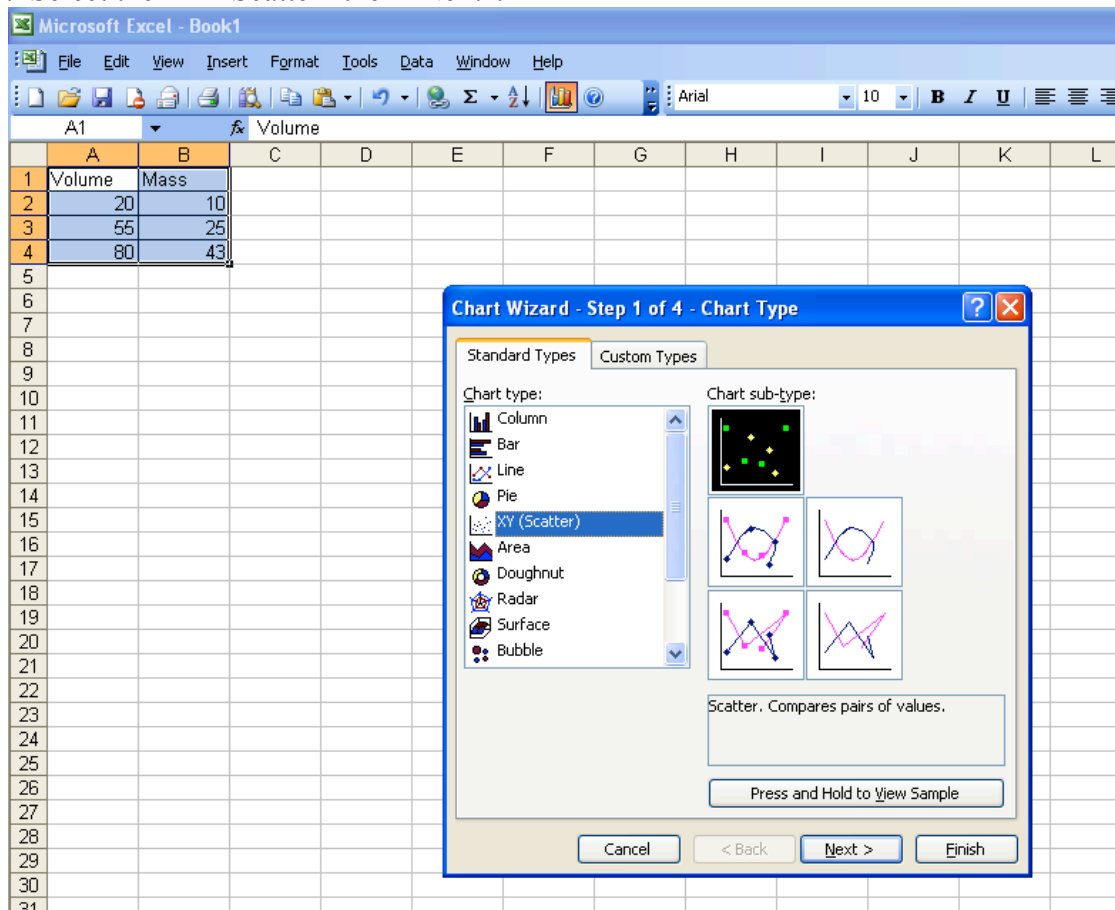 Microsoft Excel - Book1
File Edit View Insert Format Tools Data Window Help
Arial 10 B I U
A1 fx Volume
A B C D E F G H I J K L
1 Volume Mass
2 20 10
3 55 25
4 80 43
5
6
7
8
9
10
11
12
13
14
15
16
17
18
19
20
21
22
23
24
25
26
27
28
29
30
31
Chart Wizard - Step 1 of 4 - Chart Type
Standard Types Custom Types
Chart type:
Column
Bar
Line
Pie
XY (Scatter)
Area
Doughnut
Radar
Surface
Bubble
Chart sub-type:
Scatter. Compares pairs of values.
Press and Hold to View Sample
Cancel < Back Next > Finish